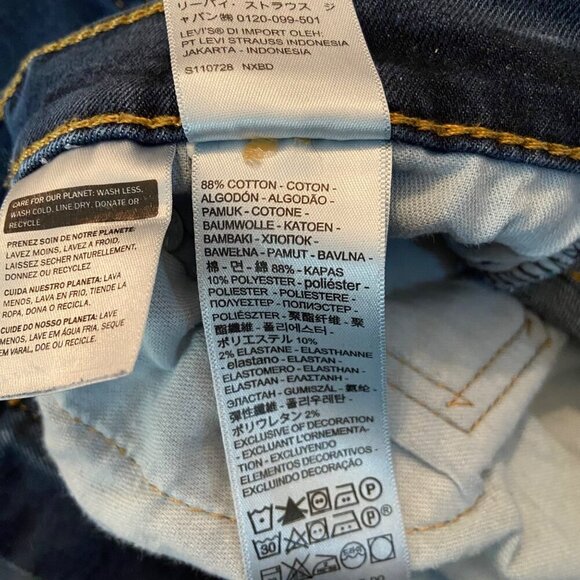 リーバイ・ストラウス ジ
ャパン㈱ 0120-099-501
LEVI'S® DI IMPORT OLEH:
PT LEVI STRAUSS INDONESIA
JAKARTA - INDONESIA
S110728 NXBD
CARE FOR OUR PLANET: WASH LESS,
WASH COLD, LINE DRY, DONATE OR
RECYCLE
PRENEZ SOIN DE NOTRE PLANÈTE:
LAVEZ MOINS, LAVEZ A FROID,
LAISSEZ SÉCHER NATURELLEMENT,
DONNEZ OU RECYCLEZ
CUIDA NUESTRO PLANETA: LAVA
MENOS, LAVA EN FRÍO, TIENDE LA
ROPA, DONA O RECICLA.
CUIDE DO NOSSO PLANETA: LAVE
MENOS, LAVE EM ÁGUA FRIA, SEQUE
EM VARAL, DOE OU RECICLE.
88% COTTON - COTON -
ALGODÓN - ALGODÃO -
PAMUK - COTONE -
BAUMWOLLE - KATOEN -
BAMBAKI - ХЛОПОК -
BAWEŁNA - PAMUT - BAVLNA -
棉 - 면 - 綿 88% - KAPAS
10% POLYESTER - poliéster -
POLIESTER - POLIESTERE -
ПОЛИЭСТЕР -
POLIÉSZTER - 聚酯纤维 - 聚
酯纖維 - 폴리에스터 -
ポリエステル 10%
2% ELASTANE - ELASTHANNE
- elastano - ELASTAN -
ELASTOMERO - ELASTHAN -
ELASTAAN - ΕΛΑΣΤΑΝΗ -
ЭЛАСТАН - GUMISZÁL - 氨纶 -
彈性纖維 - 폴리우레탄 -
ポリウレタン 2%
EXCLUSIVE OF DECORATION
- EXCLUANT L'ORNEMENTA-
TION - EXCLUYENDO
ELEMENTOS DECORATIVOS -
EXCLUINDO DECORAÇÃO
P
30